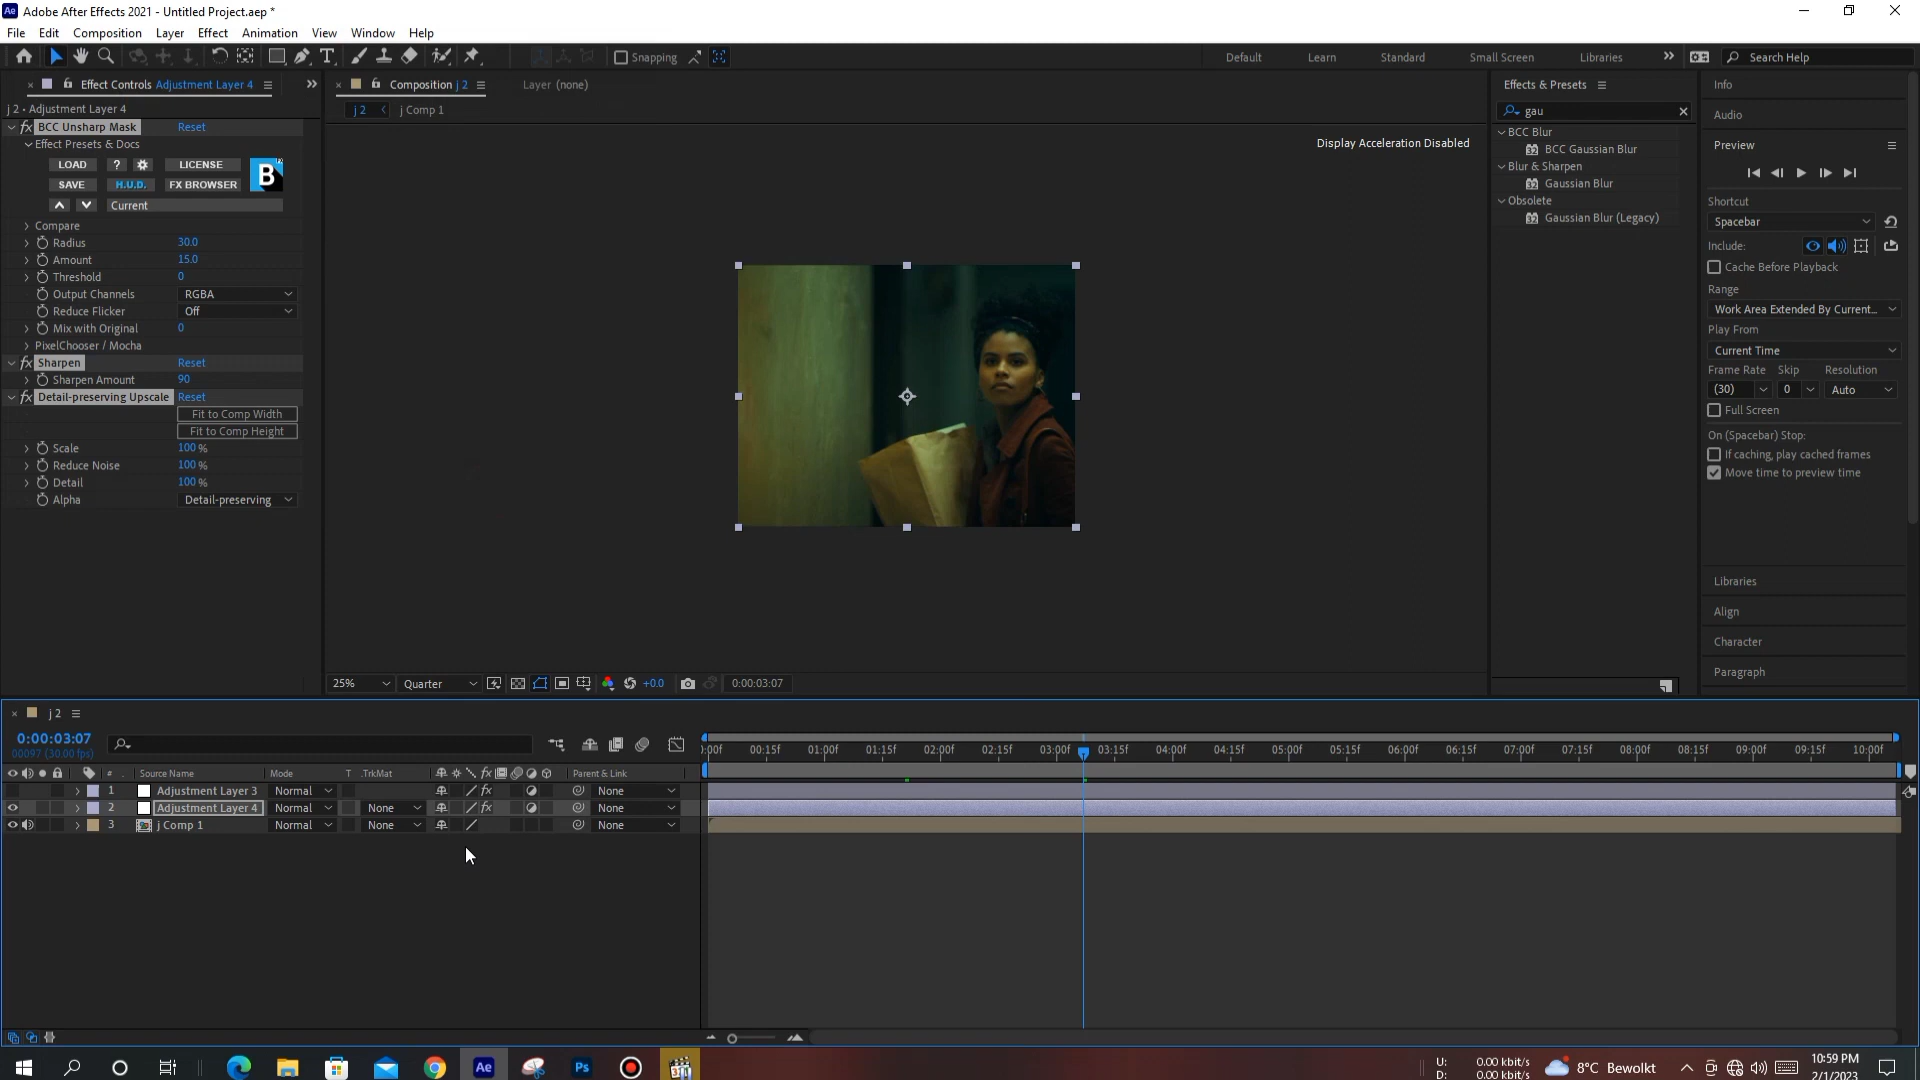 Adobe After Effects 2021 - Untitled Project.aep *
File Edit Composition Layer Effect Animation View Window Help
Snapping
Default Learn Standard Small Screen Libraries
Search Help
Effect Controls Adjustment Layer 4
j 2 • Adjustment Layer 4
fx BCC Unsharp Mask Reset
Effect Presets & Docs
LOAD ? LICENSE
SAVE H.U.D. FX BROWSER
B
Current
Compare
Radius 30.0
Amount 15.0
Threshold 0
Output Channels RGBA
Reduce Flicker Off
Mix with Original 0
PixelChooser / Mocha
fx Sharpen Reset
Sharpen Amount 90
fx Detail-preserving Upscale Reset
Fit to Comp Width
Fit to Comp Height
Scale 100 %
Reduce Noise 100 %
Detail 100 %
Alpha Detail-preserving
Composition j 2
Layer (none)
j 2
j Comp 1
Display Acceleration Disabled
25% Quarter +0.0 0:00:03:07
Effects & Presets
gau
BCC Blur
BCC Gaussian Blur
Blur & Sharpen
Gaussian Blur
Obsolete
Gaussian Blur (Legacy)
Info
Audio
Preview
Shortcut
Spacebar
Include:
Cache Before Playback
Range
Work Area Extended By Current...
Play From
Current Time
Frame Rate Skip Resolution
(30) 0 Auto
Full Screen
On (Spacebar) Stop:
If caching, play cached frames
Move time to preview time
Libraries
Align
Character
Paragraph
j 2
0:00:03:07
00097 (30.00 fps)
# Source Name Mode T .TrkMat Parent & Link
1 Adjustment Layer 3 Normal None
2 Adjustment Layer 4 Normal None None
3 j Comp 1 Normal None None
):00f 00:15f 01:00f 01:15f 02:00f 02:15f 03:00f 03:15f 04:00f 04:15f 05:00f 05:15f 06:00f 06:15f 07:00f 07:15f 08:00f 08:15f 09:00f 09:15f 10:00f
Ae Ps 321
U: 0.00 kbit/s
D: 0.00 kbit/s
8°C Bewolkt
10:59 PM
2/1/2023